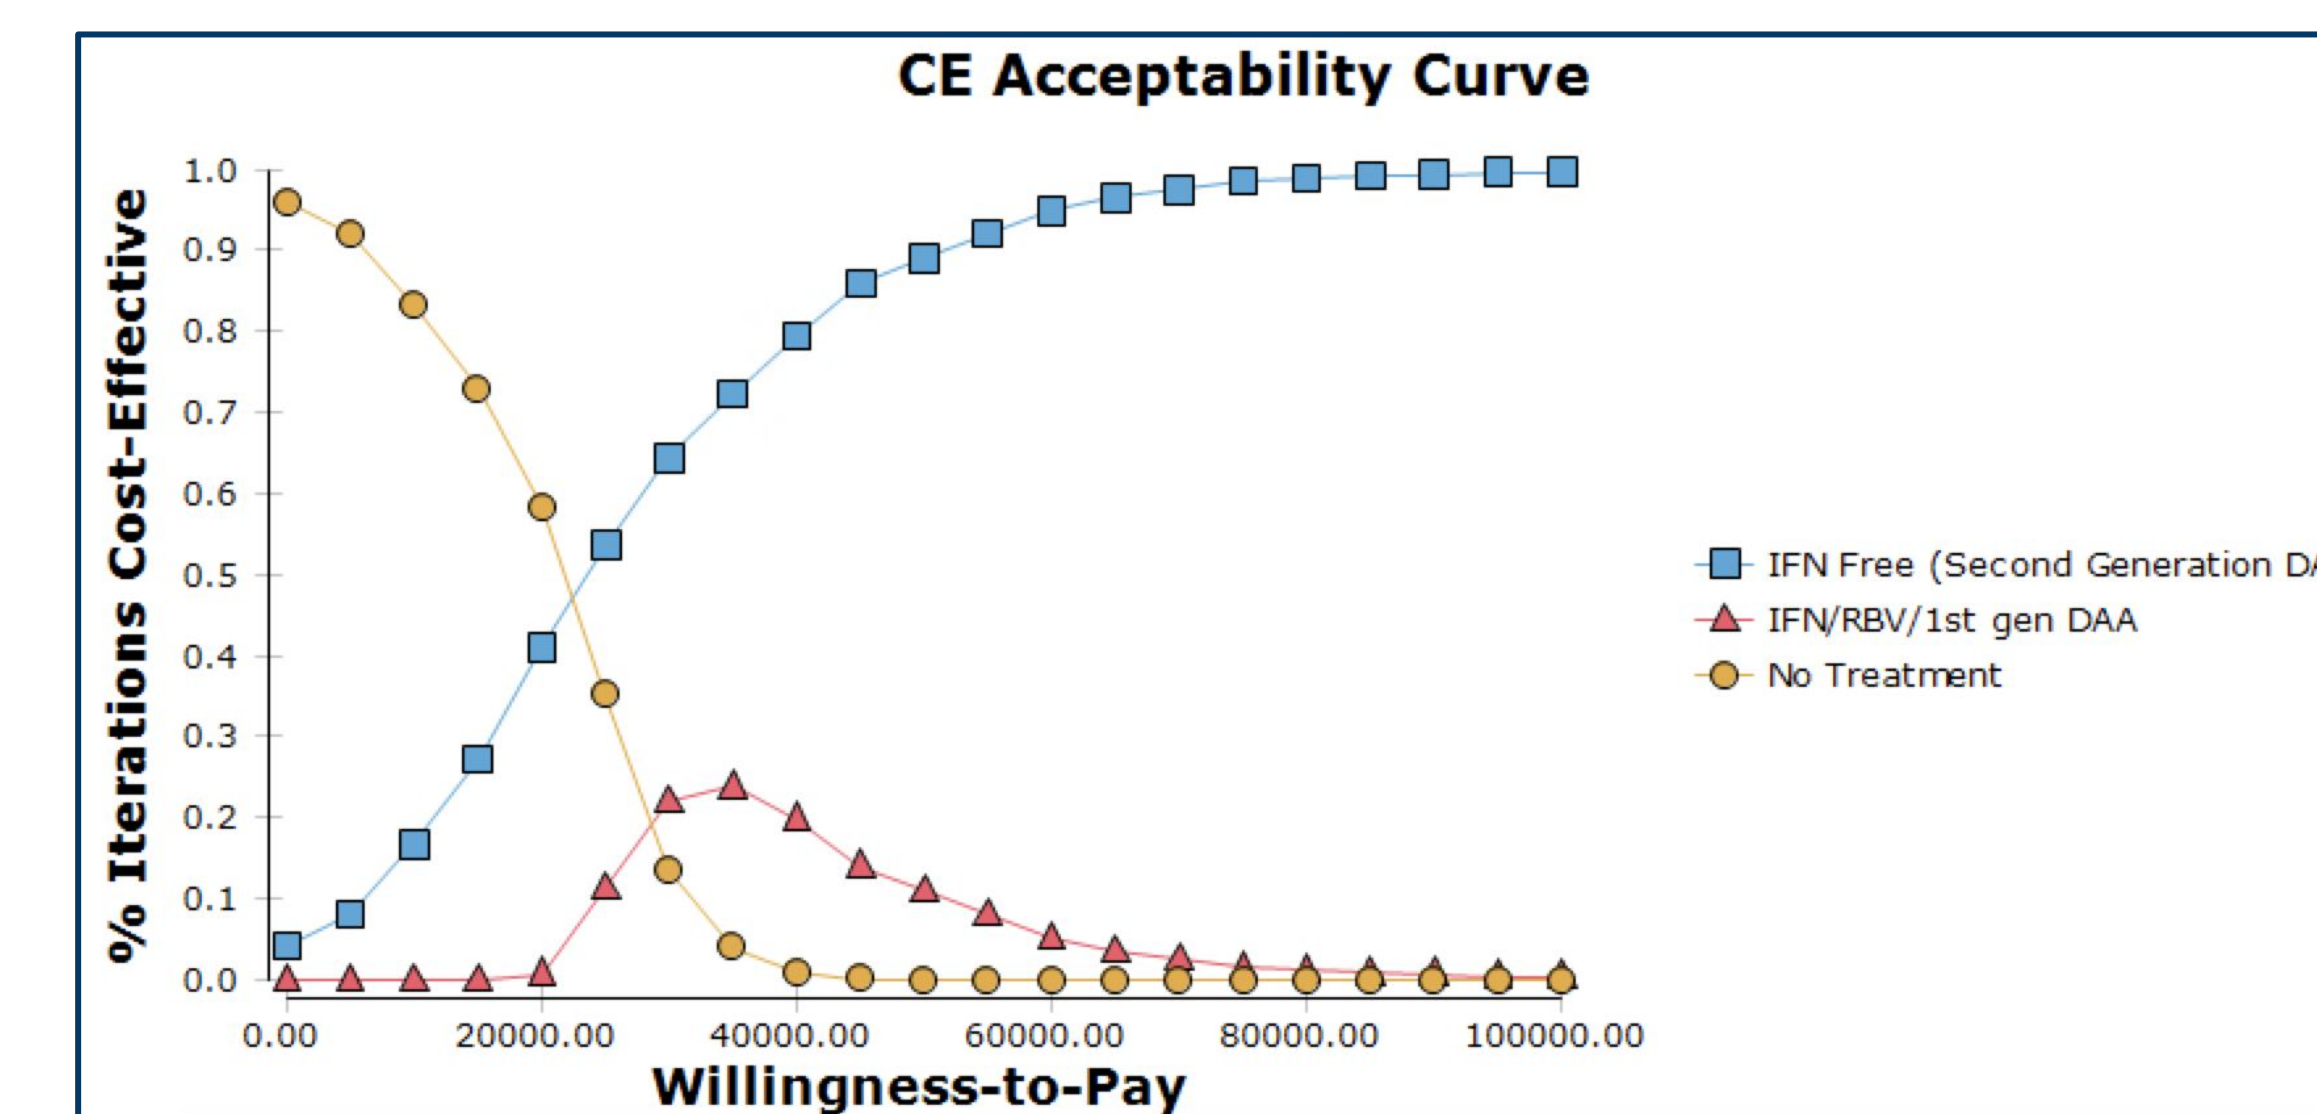 CE Acceptability Curve
% Iterations Cost-Effective
1.0
0.9
0.8
0.7
0.6
0.5
0.4
0.3
0.2
0.1
0.0
0.00 20000.00 40000.00 60000.00 80000.00 100000.00
Willingness-to-Pay
IFN Free (Second Generation
IFN/RBV/1st gen DAA
No Treatment